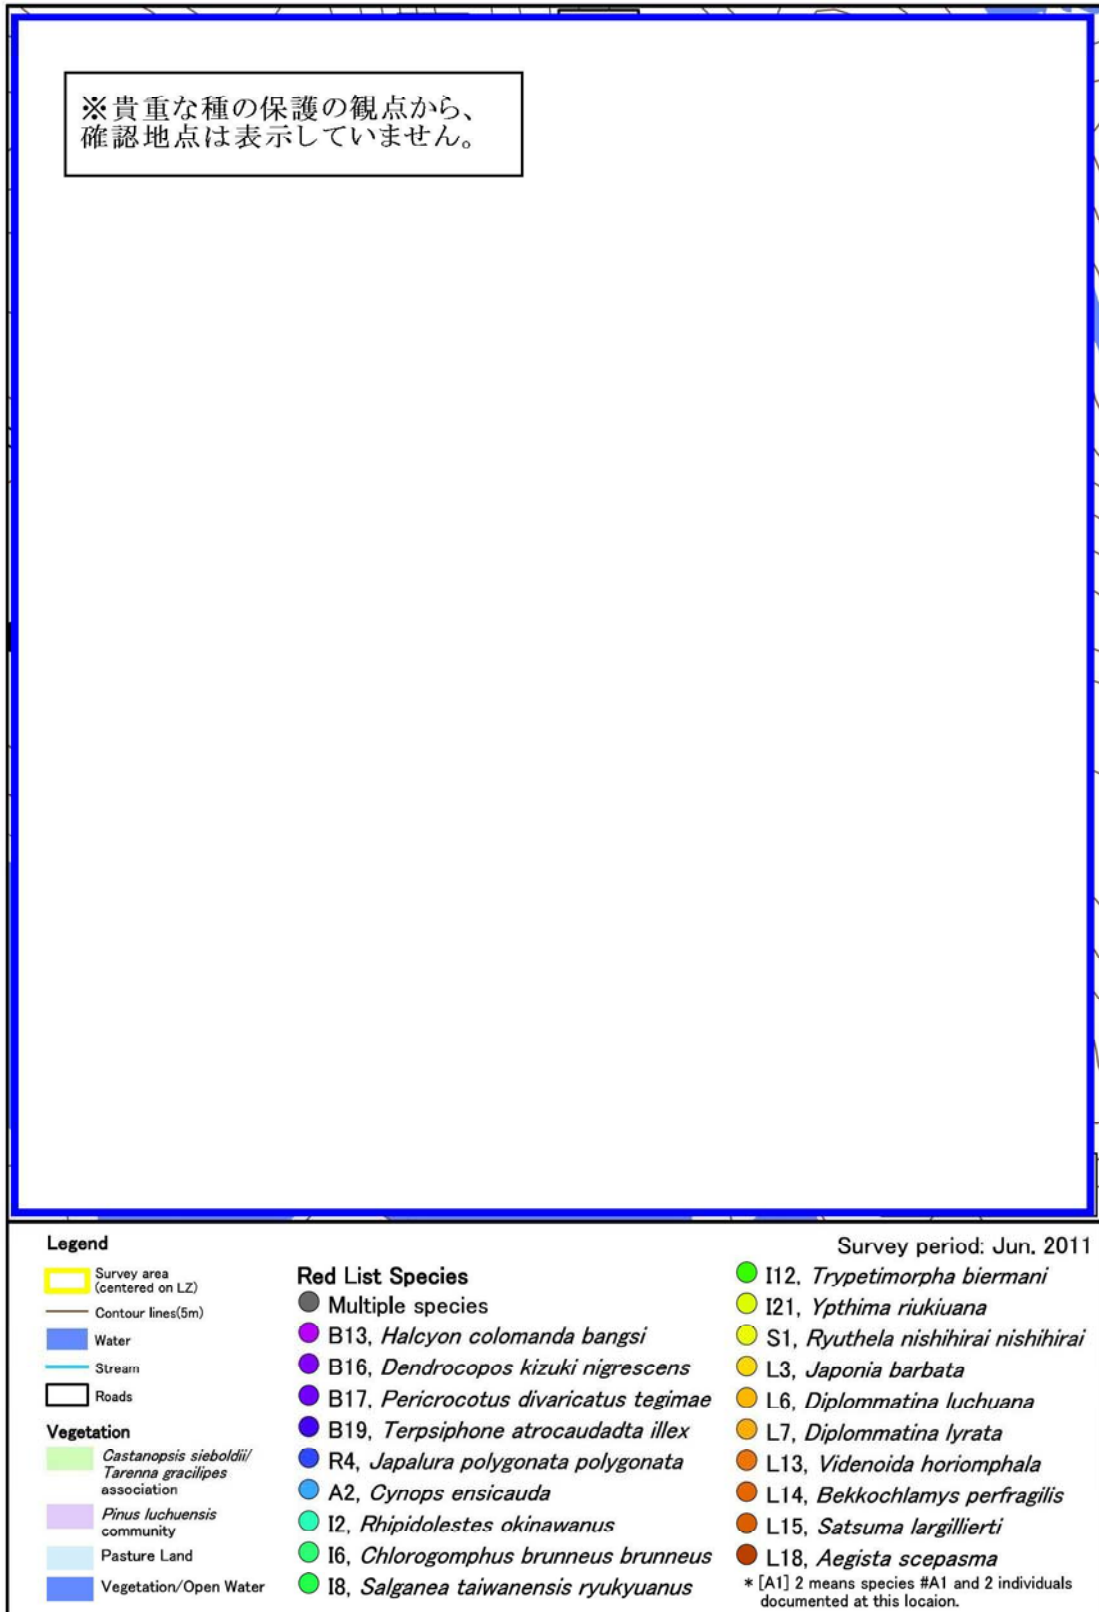 ※貴重な種の保護の観点から、
確認地点は表示していません。
Legend
Survey area
(centered on LZ)
Contour lines(5m)
Water
Stream
Roads
Vegetation
Castanopsis sieboldii/
Tarenna gracilipes
association
Pinus luchuensis
community
Pasture Land
Vegetation/Open Water
Red List Species
Multiple species
B13, Halcyon colomanda bangsi
B16, Dendrocopos kizuki nigrescens
B17, Pericrocotus divaricatus tegimae
B19, Terpsiphone atrocaudadta illex
R4, Japalura polygonata polygonata
A2, Cynops ensicauda
I2, Rhipidolestes okinawanus
I6, Chlorogomphus brunneus brunneus
I8, Salganea taiwanensis ryukyuanus
Survey period: Jun. 2011
I12, Trypetimorpha biermani
I21, Ypthima riukiuana
S1, Ryuthela nishihirai nishihirai
L3, Japonia barbata
L6, Diplommatina luchuana
L7, Diplommatina lyrata
L13, Videnoida horiomphala
L14, Bekkochlamys perfragilis
L15, Satsuma largillierti
L18, Aegista scepasma
* [A1] 2 means species #A1 and 2 individuals
documented at this locaion.